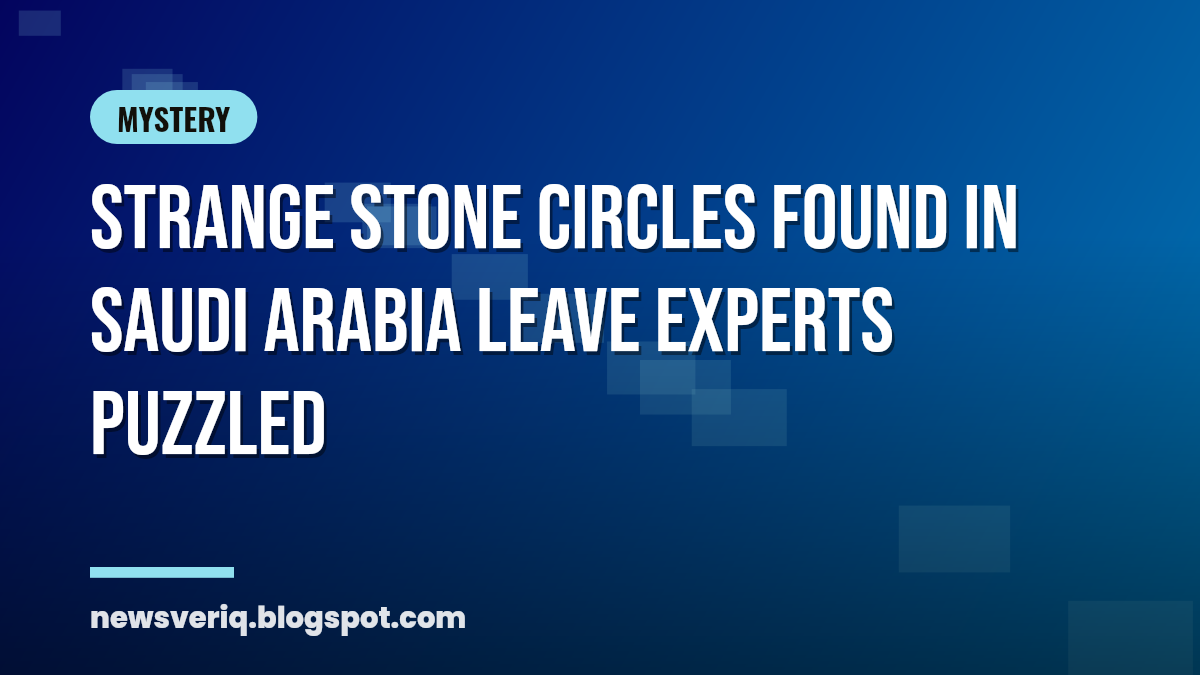 MYSTERY
STRANGE STONE CIRCLES FOUND IN
SAUDI ARABIA LEAVE EXPERTS
PUZZLED
newsveriq.blogspot.com